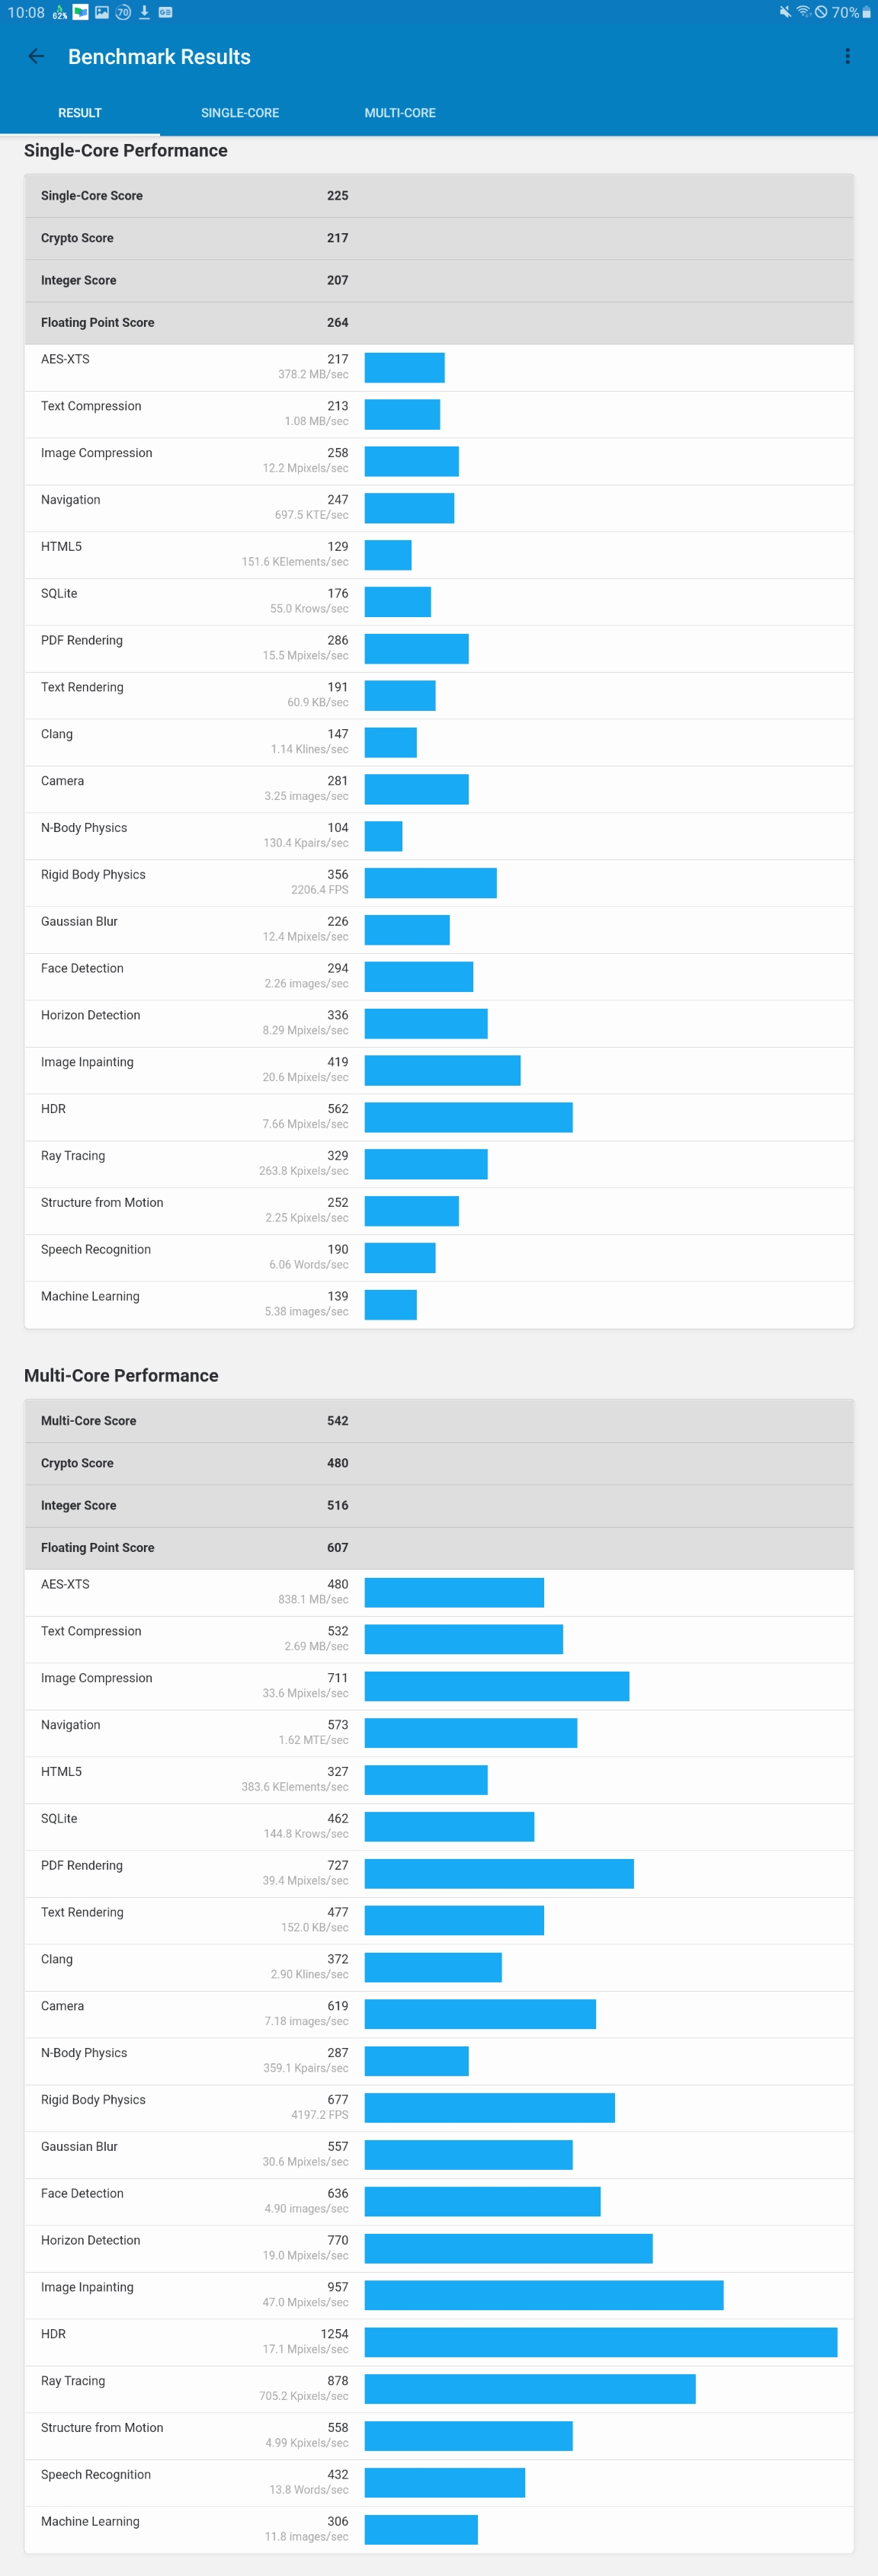 10:08 62% 70 GE 70%
Benchmark Results
RESULT SINGLE-CORE MULTI-CORE
Single-Core Performance
Single-Core Score 225
Crypto Score 217
Integer Score 207
Floating Point Score 264
AES-XTS 217
378.2 MB/sec
Text Compression 213
1.08 MB/sec
Image Compression 258
12.2 Mpixels/sec
Navigation 247
697.5 KTE/sec
HTML5 129
151.6 KElements/sec
SQLite 176
55.0 Krows/sec
PDF Rendering 286
15.5 Mpixels/sec
Text Rendering 191
60.9 KB/sec
Clang 147
1.14 Klines/sec
Camera 281
3.25 images/sec
N-Body Physics 104
130.4 Kpairs/sec
Rigid Body Physics 356
2206.4 FPS
Gaussian Blur 226
12.4 Mpixels/sec
Face Detection 294
2.26 images/sec
Horizon Detection 336
8.29 Mpixels/sec
Image Inpainting 419
20.6 Mpixels/sec
HDR 562
7.66 Mpixels/sec
Ray Tracing 329
263.8 Kpixels/sec
Structure from Motion 252
2.25 Kpixels/sec
Speech Recognition 190
6.06 Words/sec
Machine Learning 139
5.38 images/sec
Multi-Core Performance
Multi-Core Score 542
Crypto Score 480
Integer Score 516
Floating Point Score 607
AES-XTS 480
838.1 MB/sec
Text Compression 532
2.69 MB/sec
Image Compression 711
33.6 Mpixels/sec
Navigation 573
1.62 MTE/sec
HTML5 327
383.6 KElements/sec
SQLite 462
144.8 Krows/sec
PDF Rendering 727
39.4 Mpixels/sec
Text Rendering 477
152.0 KB/sec
Clang 372
2.90 Klines/sec
Camera 619
7.18 images/sec
N-Body Physics 287
359.1 Kpairs/sec
Rigid Body Physics 677
4197.2 FPS
Gaussian Blur 557
30.6 Mpixels/sec
Face Detection 636
4.90 images/sec
Horizon Detection 770
19.0 Mpixels/sec
Image Inpainting 957
47.0 Mpixels/sec
HDR 1254
17.1 Mpixels/sec
Ray Tracing 878
705.2 Kpixels/sec
Structure from Motion 558
4.99 Kpixels/sec
Speech Recognition 432
13.8 Words/sec
Machine Learning 306
11.8 images/sec